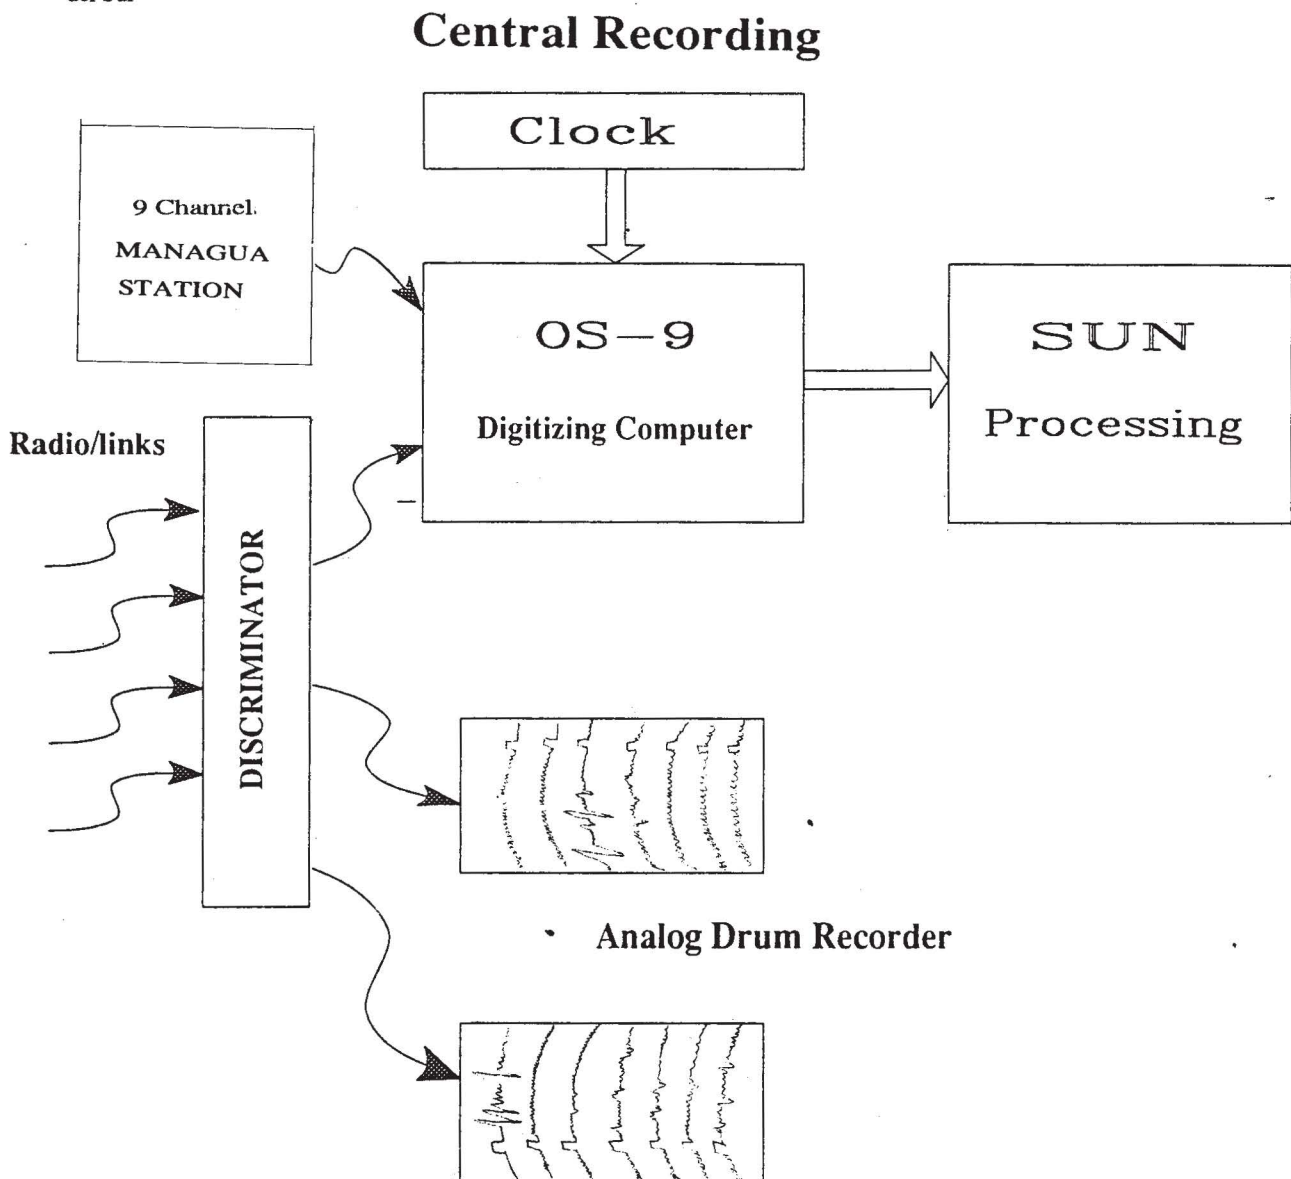 Central Recording
Clock
9 Channel.
MANAGUA
STATION
OS-9
Digitizing Computer
SUN
Processing
Radio/links
DISCRIMINATOR
Analog Drum Recorder